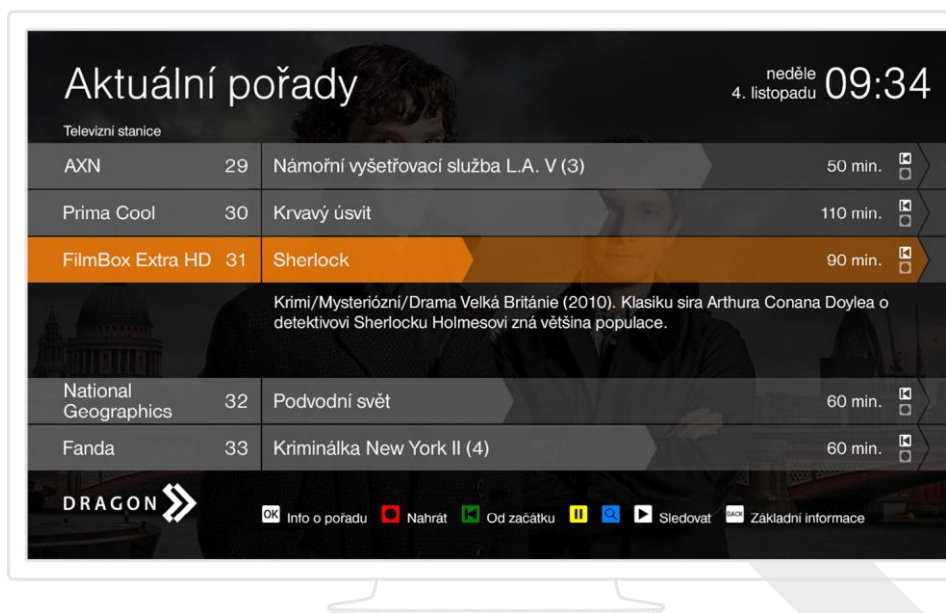 Aktuální pořady
neděle
4. listopadu 09:34
Televizní stanice
AXN 29 Námořní vyšetřovací služba L.A. V (3) 50 min.
Prima Cool 30 Krvavý úsvit 110 min.
FilmBox Extra HD 31 Sherlock 90 min.
Krimi/Mysteriózní/Drama Velká Británie (2010). Klasiku sira Arthura Conana Doylea o
detektivovi Sherlocku Holmesovi zná většina populace.
National
Geographics 32 Podvodní svět 60 min.
Fanda 33 Kriminálka New York II (4) 60 min.
DRAGON
OK Info o pořadu Nahrát Od začátku Sledovat BACK Základní informace